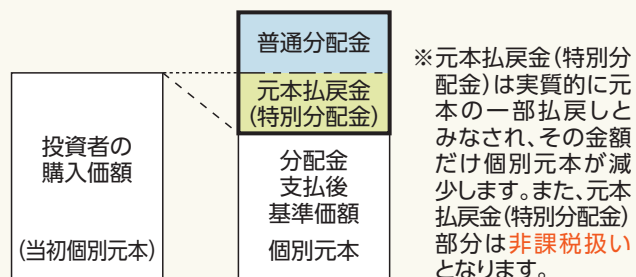 投資者の
購入価額
(当初個別元本)
普通分配金
元本払戻金
(特別分配金)
分配金
支払後
基準価額
個別元本
※元本払戻金(特別分
配金)は実質的に元
本の一部払戻しと
みなされ、その金額
だけ個別元本が減
少します。また、元本
払戻金(特別分配金)
部分は非課税扱い
となります。